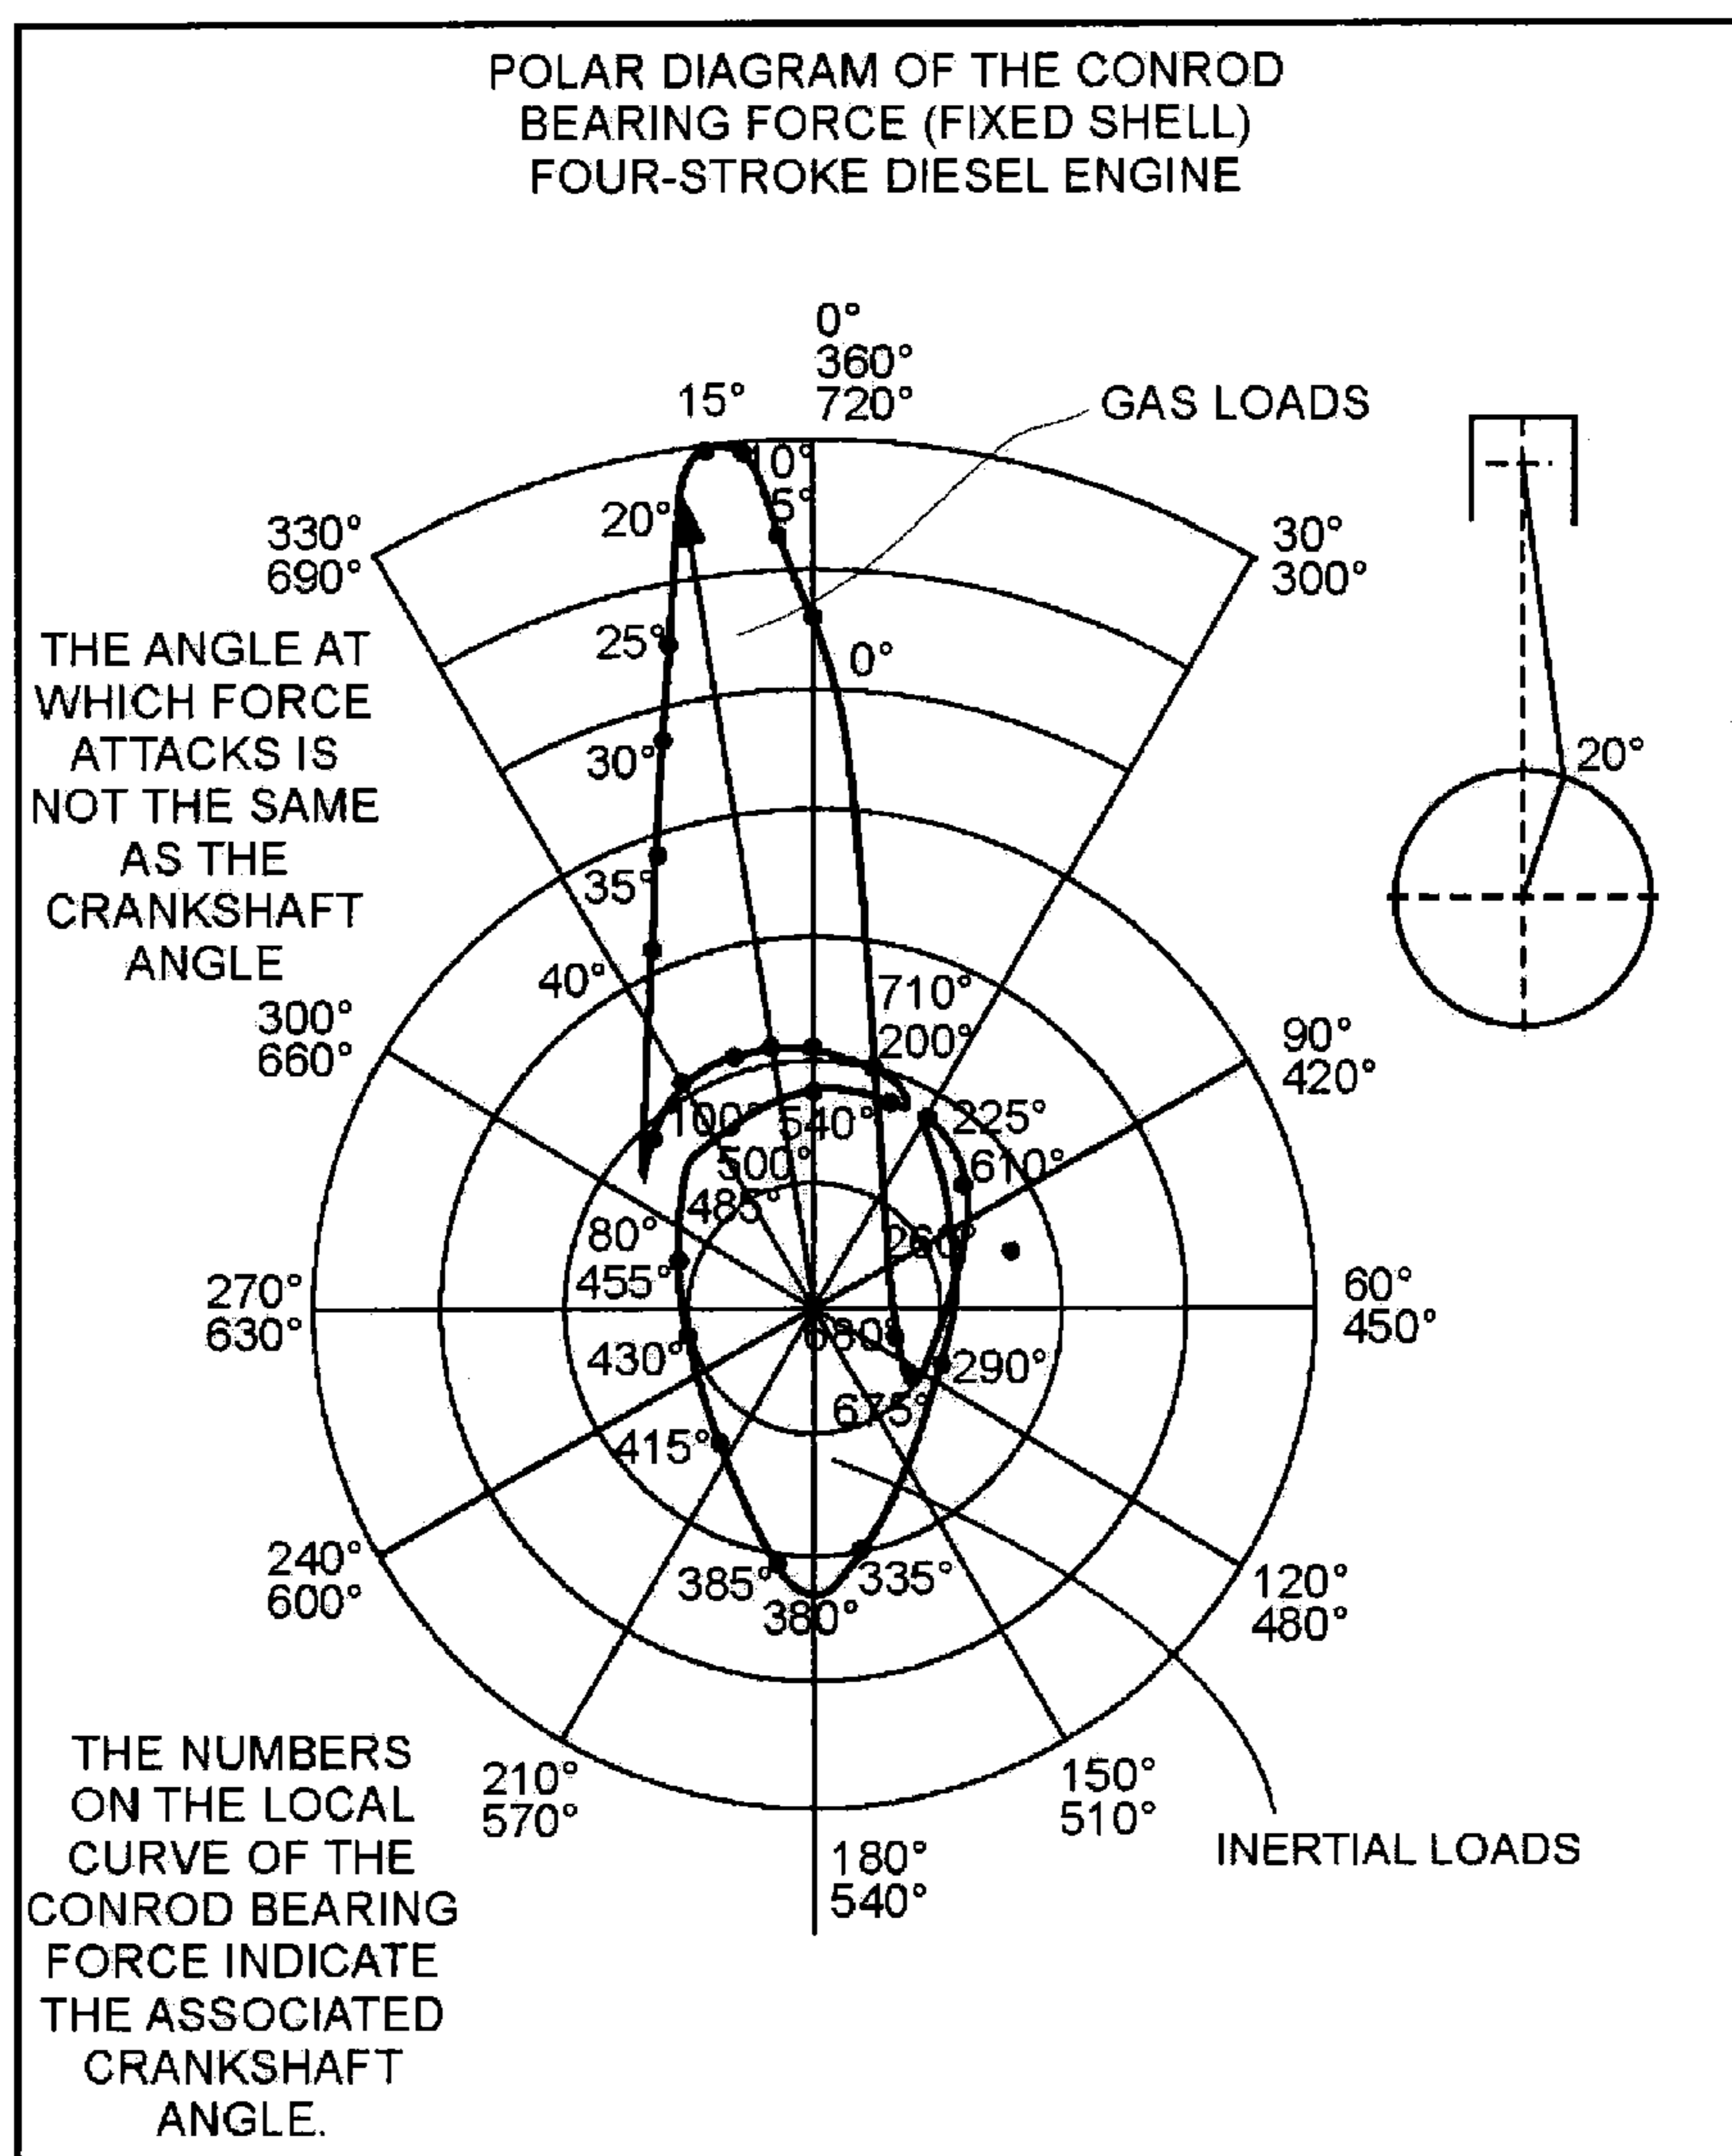 POLAR DIAGRAM OF THE CONROD
BEARING FORCE (FIXED SHELL)
FOUR-STROKE DIESEL ENGINE
0°
360°
720°
15°
GAS LOADS
10°
5°
20°
330°
690°
30°
300°
25°
0°
THE ANGLE AT
WHICH FORCE
ATTACKS IS
NOT THE SAME
AS THE
CRANKSHAFT
ANGLE
30°
20°
35°
40°
710°
200°
300°
660°
90°
420°
100°
540°
225°
500°
610°
485°
80°
260°
455°
270°
630°
60°
450°
680°
430°
290°
675°
415°
240°
600°
385°
335°
380°
120°
480°
THE NUMBERS
ON THE LOCAL
CURVE OF THE
CONROD BEARING
FORCE INDICATE
THE ASSOCIATED
CRANKSHAFT
ANGLE.
210°
570°
150°
510°
180°
540°
INERTIAL LOADS